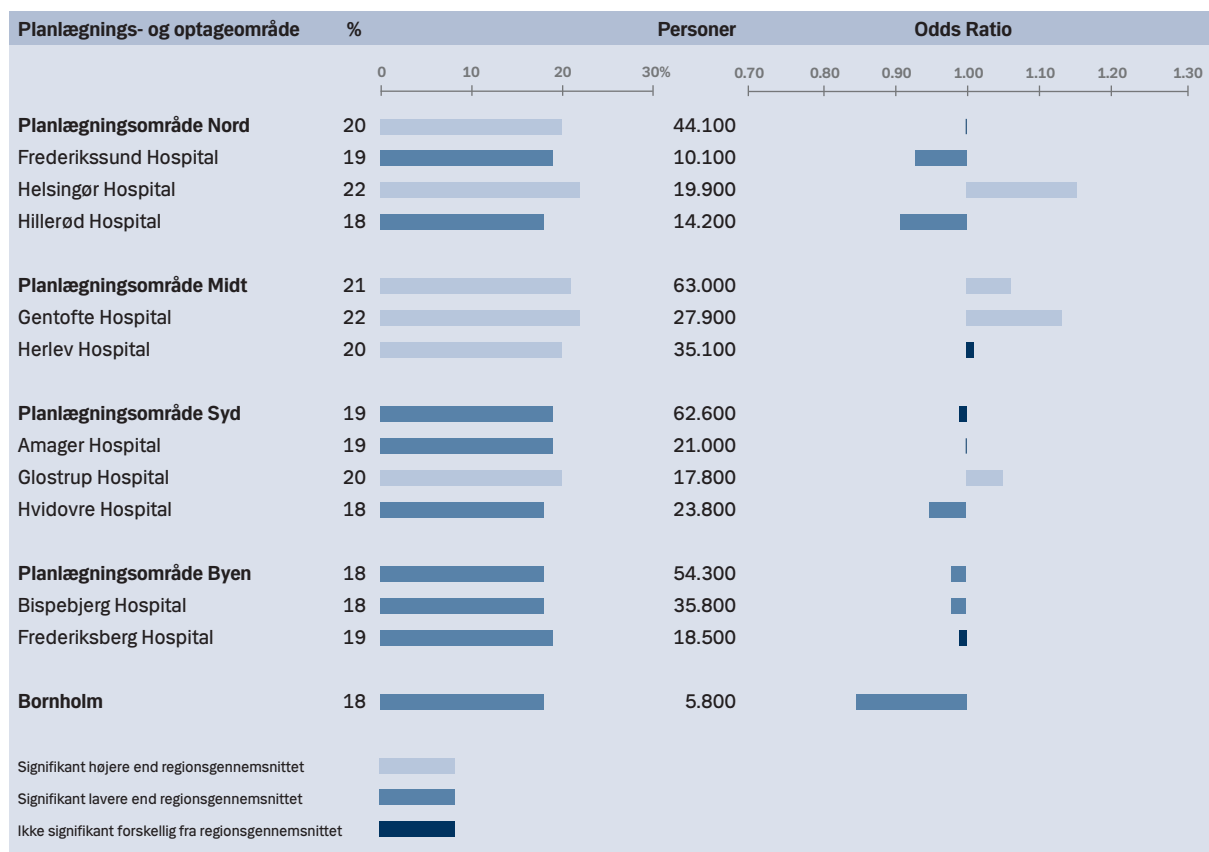 Planlægnings- og optageområde % Personer Odds Ratio
0 10 20 30% 0.70 0.80 0.90 1.00 1.10 1.20 1.30
Planlægningsområde Nord 20 44.100
Frederikssund Hospital 19 10.100
Helsingør Hospital 22 19.900
Hillerød Hospital 18 14.200
Planlægningsområde Midt 21 63.000
Gentofte Hospital 22 27.900
Herlev Hospital 20 35.100
Planlægningsområde Syd 19 62.600
Amager Hospital 19 21.000
Glostrup Hospital 20 17.800
Hvidovre Hospital 18 23.800
Planlægningsområde Byen 18 54.300
Bispebjerg Hospital 18 35.800
Frederiksberg Hospital 19 18.500
Bornholm 18 5.800
Signifikant højere end regionsgennemsnittet
Signifikant lavere end regionsgennemsnittet
Ikke signifikant forskellig fra regionsgennemsnittet